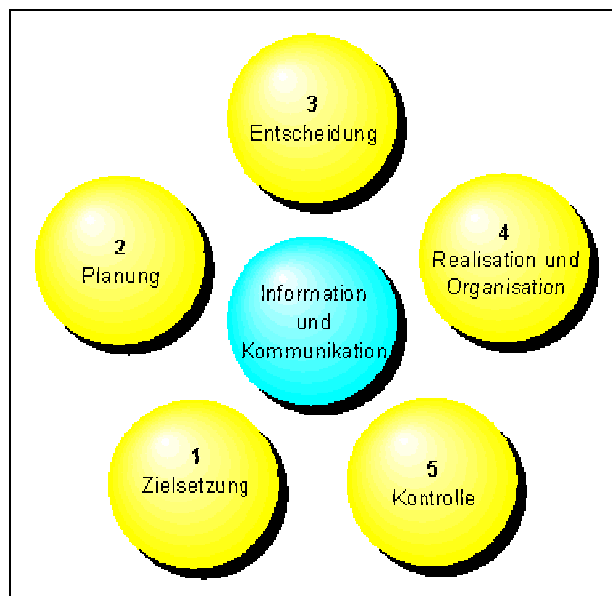 3
Entscheidung
2
Planung
4
Realisation und
Organisation
Information
und
Kommunikation
1
Zielsetzung
5
Kontrolle